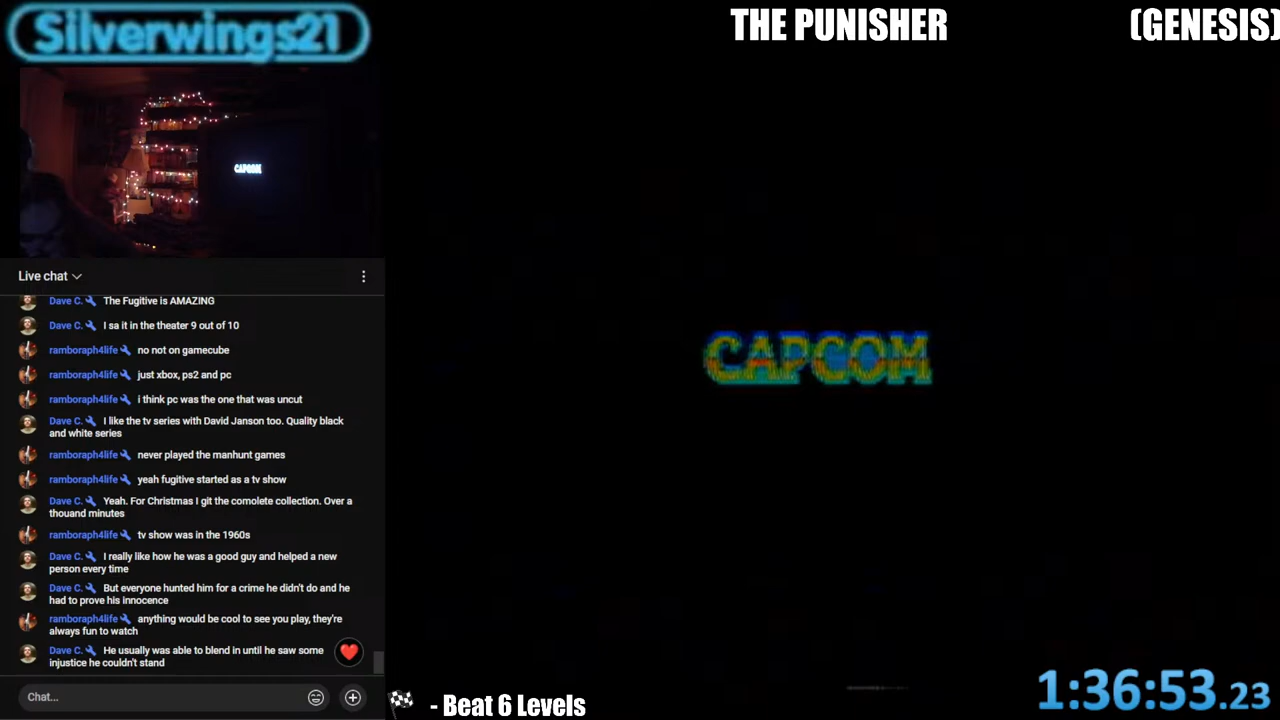 Silverwings21
THE PUNISHER
(GENESIS)
CAPCOM
Live chat
Dave C. The Fugitive is AMAZING
Dave C. I sa it in the theater 9 out of 10
ramboraph4life no not on gamecube
ramboraph4life just xbox, ps2 and pc
ramboraph4life i think pc was the one that was uncut
Dave C. I like the tv series with David Janson too. Quality black
and white series
ramboraph4life never played the manhunt games
ramboraph4life yeah fugitive started as a tv show
Dave C. Yeah. For Christmas I git the comolete collection. Over a
thouand minutes
ramboraph4life tv show was in the 1960s
Dave C. I really like how he was a good guy and helped a new
person every time
Dave C. But everyone hunted him for a crime he didn't do and he
had to prove his innocence
ramboraph4life anything would be cool to see you play, they're
always fun to watch
Dave C. He usually was able to blend in until he saw some
injustice he couldn't stand
Chat...
CAPCOM
- Beat 6 Levels
1:36:53.23